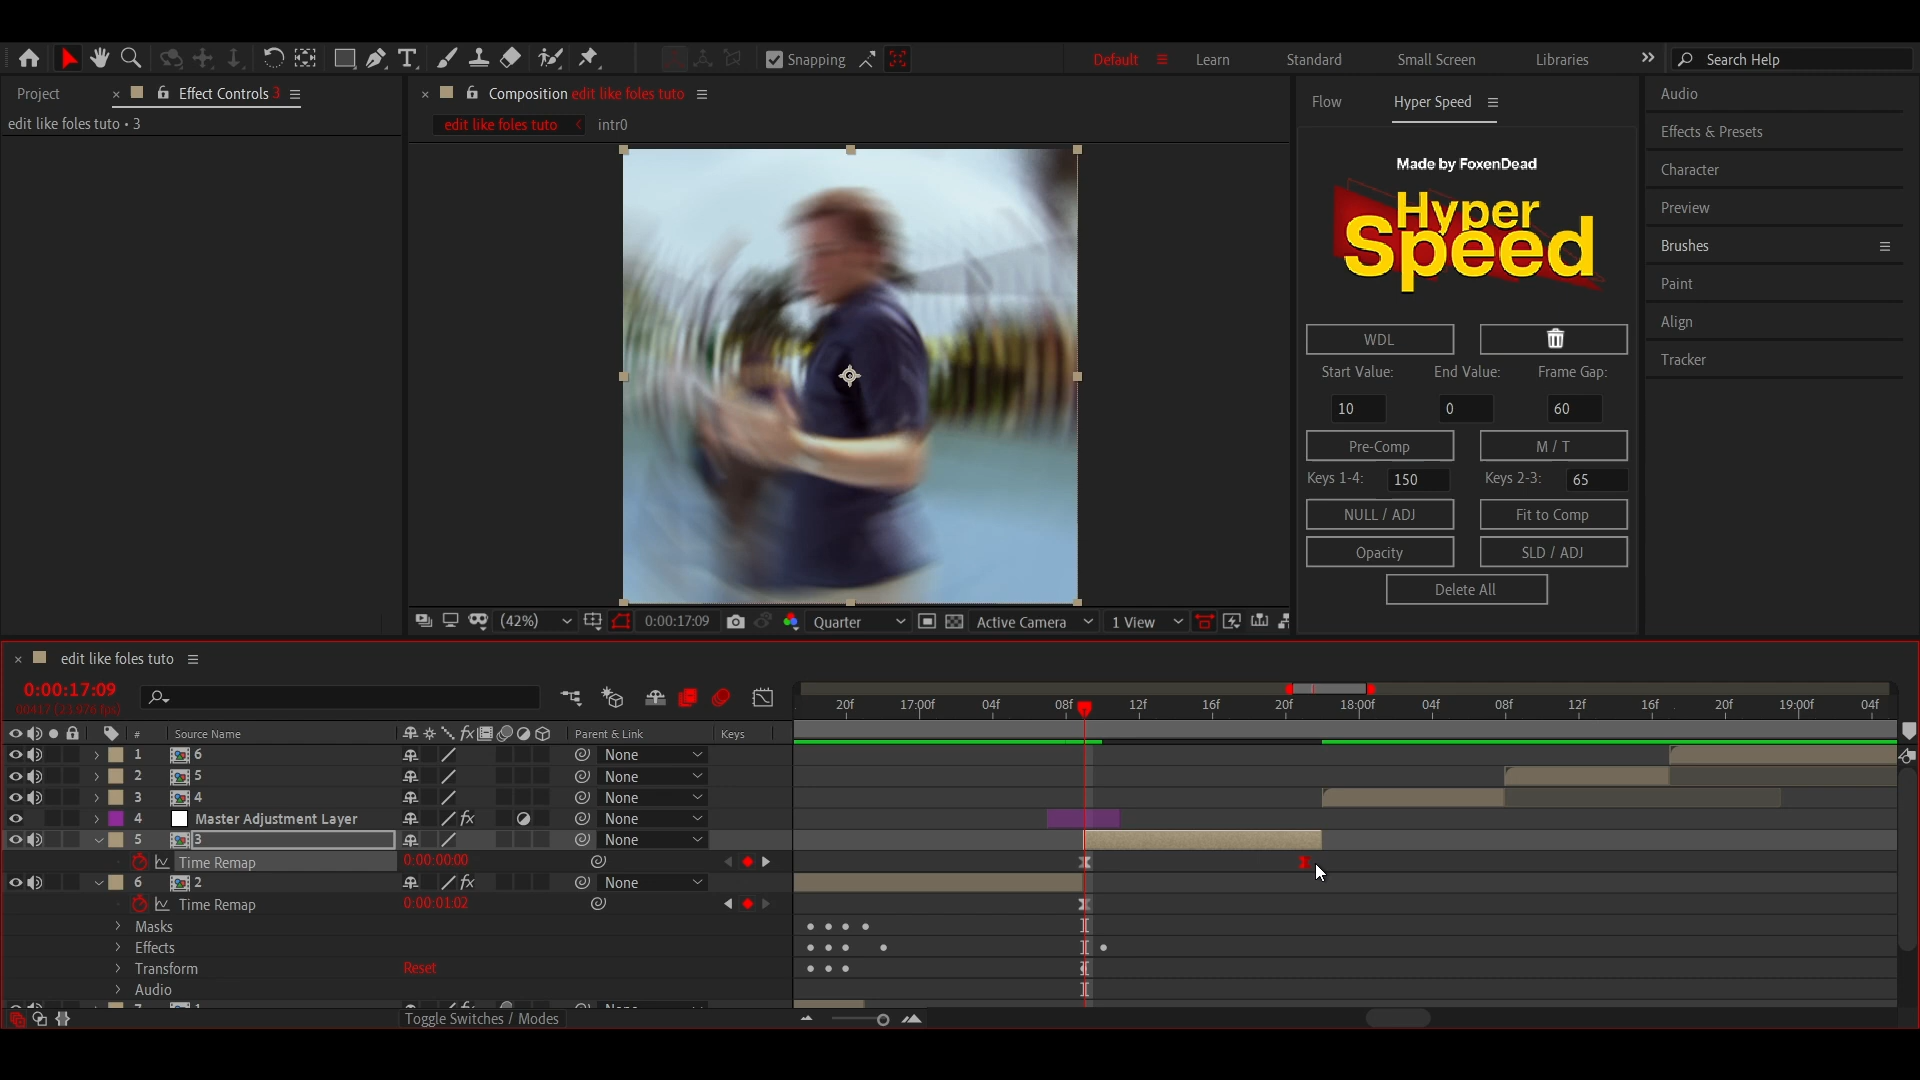 Snapping
Default
Learn
Standard
Small Screen
Libraries
Search Help
Project
Effect Controls 3
edit like foles tuto • 3
Composition edit like foles tuto
edit like foles tuto
intr0
Flow
Hyper Speed
Made by FoxenDead
Hyper
Speed
WDL
Start Value:
End Value:
Frame Gap:
10
0
60
Pre-Comp
M / T
Keys 1-4:
150
Keys 2-3:
65
NULL / ADJ
Fit to Comp
Opacity
SLD / ADJ
Delete All
Audio
Effects & Presets
Character
Preview
Brushes
Paint
Align
Tracker
(42%)
0:00:17:09
Quarter
Active Camera
1 View
edit like foles tuto
0:00:17:09
00417 (23.976 fps)
20f
17:00f
04f
08f
12f
16f
20f
18:00f
04f
08f
12f
16f
20f
19:00f
04f
# Source Name
Parent & Link
Keys
1 6 None
2 5 None
3 4 None
4 Master Adjustment Layer fx None
5 3 None
Time Remap 0:00:00:00
6 2 fx None
Time Remap 0:00:01:02
Masks
Effects
Transform Reset
Audio
Toggle Switches / Modes